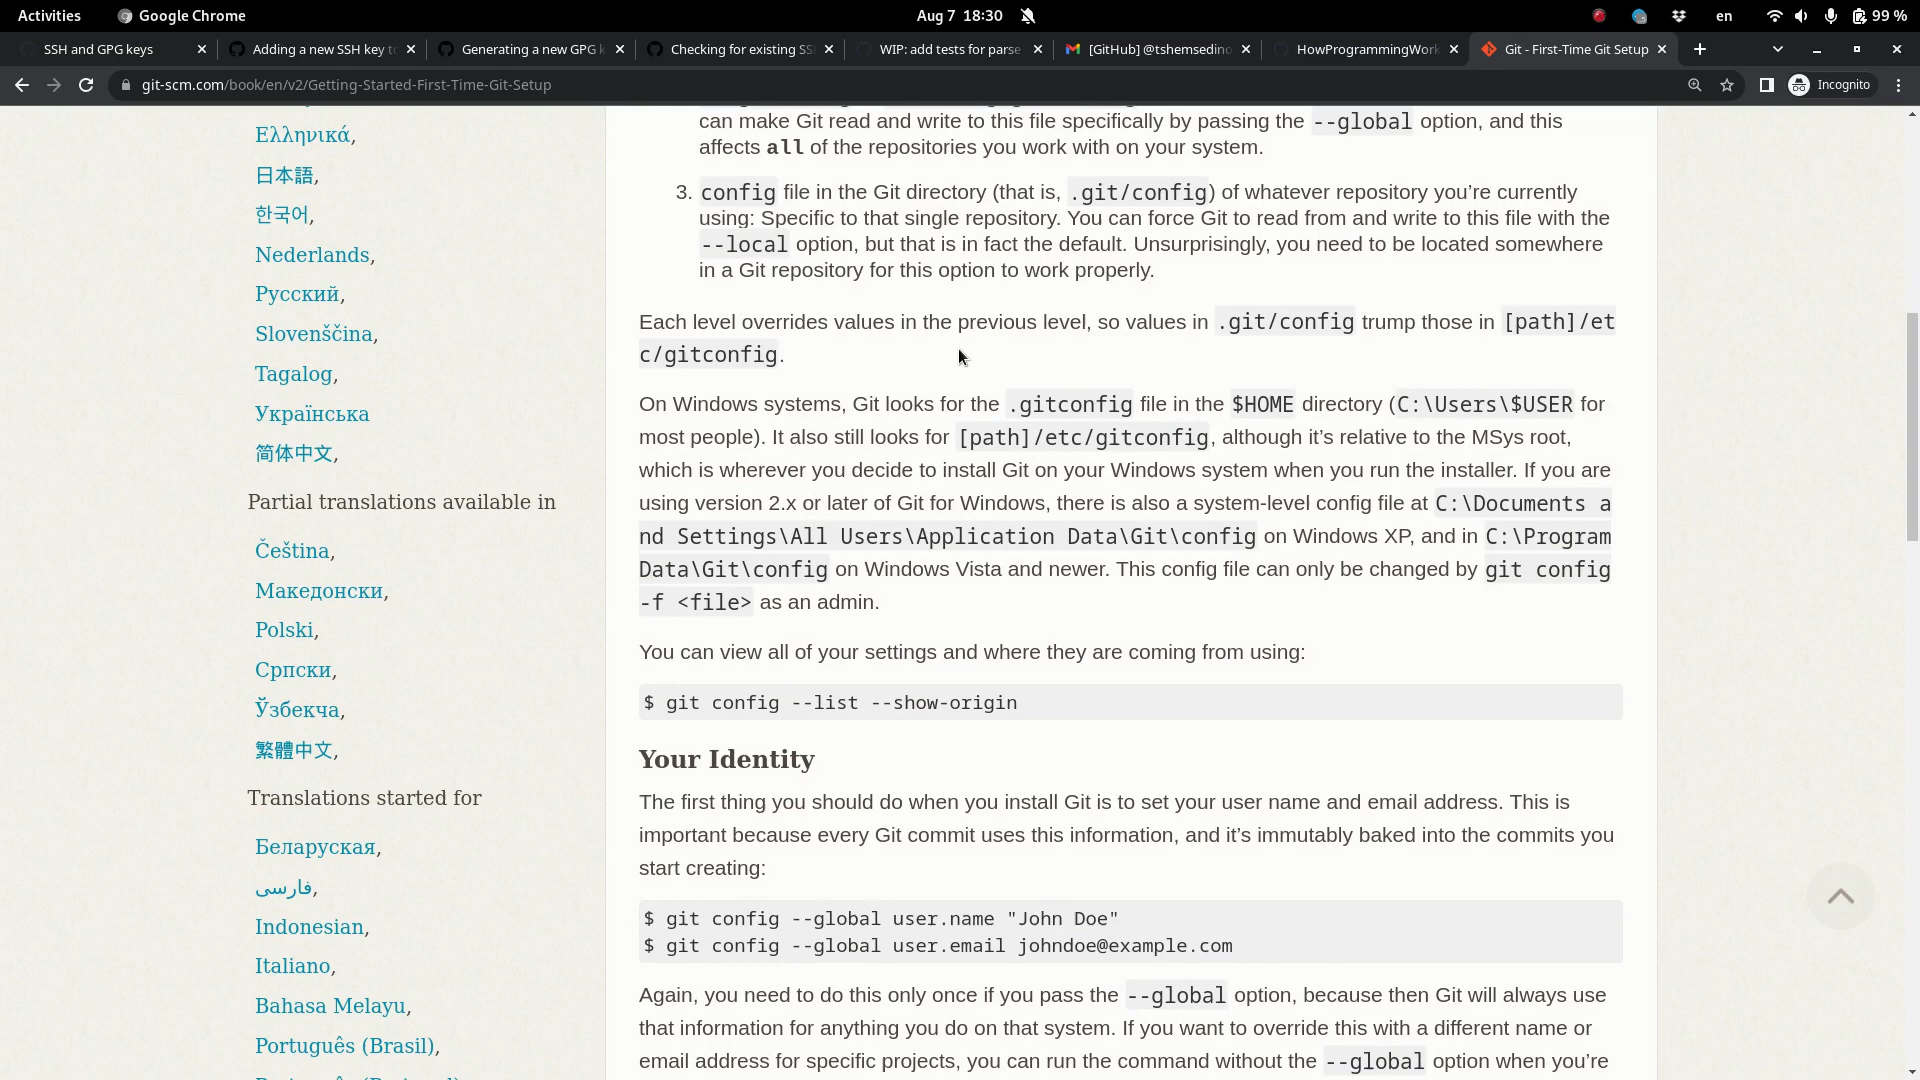 Activities
Google Chrome
Aug 7 18:30
en
99 %
SSH and GPG keys
Adding a new SSH key to
Generating a new GPG k
Checking for existing SS
WIP: add tests for parse
[GitHub] @tshemsedino
HowProgrammingWork
Git - First-Time Git Setup
git-scm.com/book/en/v2/Getting-Started-First-Time-Git-Setup
Incognito
Ελληνικά,
日本語,
한국어,
Nederlands,
Русский,
Slovenščina,
Tagalog,
Українська
简体中文,
Partial translations available in
Čeština,
Македонски,
Polski,
Српски,
Ўзбекча,
繁體中文,
Translations started for
Беларуская,
فارسی,
Indonesian,
Italiano,
Bahasa Melayu,
Português (Brasil),
can make Git read and write to this file specifically by passing the --global option, and this
affects all of the repositories you work with on your system.
3. config file in the Git directory (that is, .git/config) of whatever repository you’re currently
using: Specific to that single repository. You can force Git to read from and write to this file with the
--local option, but that is in fact the default. Unsurprisingly, you need to be located somewhere
in a Git repository for this option to work properly.
Each level overrides values in the previous level, so values in .git/config trump those in [path]/et
c/gitconfig.
On Windows systems, Git looks for the .gitconfig file in the $HOME directory (C:\Users\$USER for
most people). It also still looks for [path]/etc/gitconfig, although it’s relative to the MSys root,
which is wherever you decide to install Git on your Windows system when you run the installer. If you are
using version 2.x or later of Git for Windows, there is also a system-level config file at C:\Documents a
nd Settings\All Users\Application Data\Git\config on Windows XP, and in C:\Program
Data\Git\config on Windows Vista and newer. This config file can only be changed by git config
-f <file> as an admin.
You can view all of your settings and where they are coming from using:
$ git config --list --show-origin
Your Identity
The first thing you should do when you install Git is to set your user name and email address. This is
important because every Git commit uses this information, and it’s immutably baked into the commits you
start creating:
$ git config --global user.name "John Doe"
$ git config --global user.email johndoe@example.com
Again, you need to do this only once if you pass the --global option, because then Git will always use
that information for anything you do on that system. If you want to override this with a different name or
email address for specific projects, you can run the command without the --global option when you’re